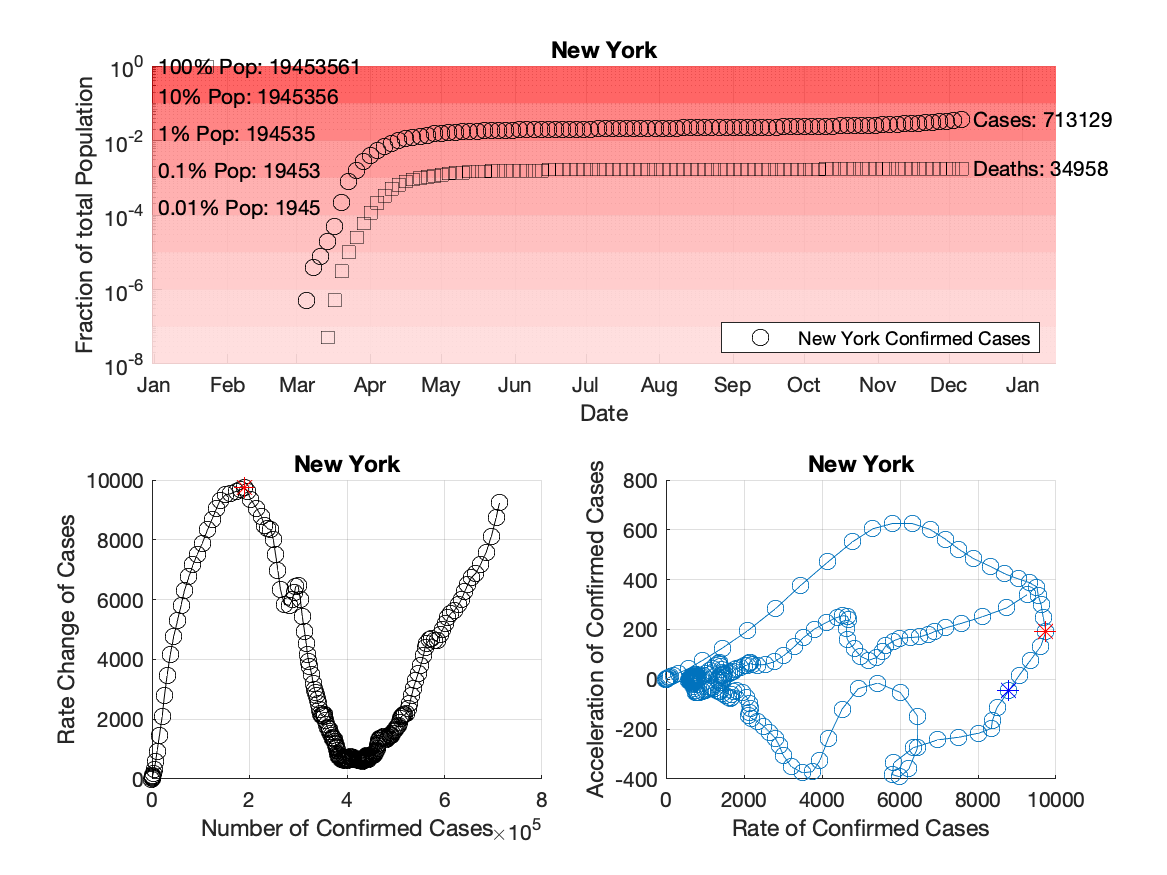 New York
Fraction of total Population
10^0
10^-2
10^-4
10^-6
10^-8
100% Pop: 19453561
10% Pop: 1945356
1% Pop: 194535
0.1% Pop: 19453
0.01% Pop: 1945
Cases: 713129
Deaths: 34958
New York Confirmed Cases
Jan Feb Mar Apr May Jun Jul Aug Sep Oct Nov Dec Jan
Date
New York
Rate Change of Cases
10000
8000
6000
4000
2000
0
0 2 4 6 8
Number of Confirmed Cases ×10^5
New York
Acceleration of Confirmed Cases
800
600
400
200
0
-200
-400
0 2000 4000 6000 8000 10000
Rate of Confirmed Cases